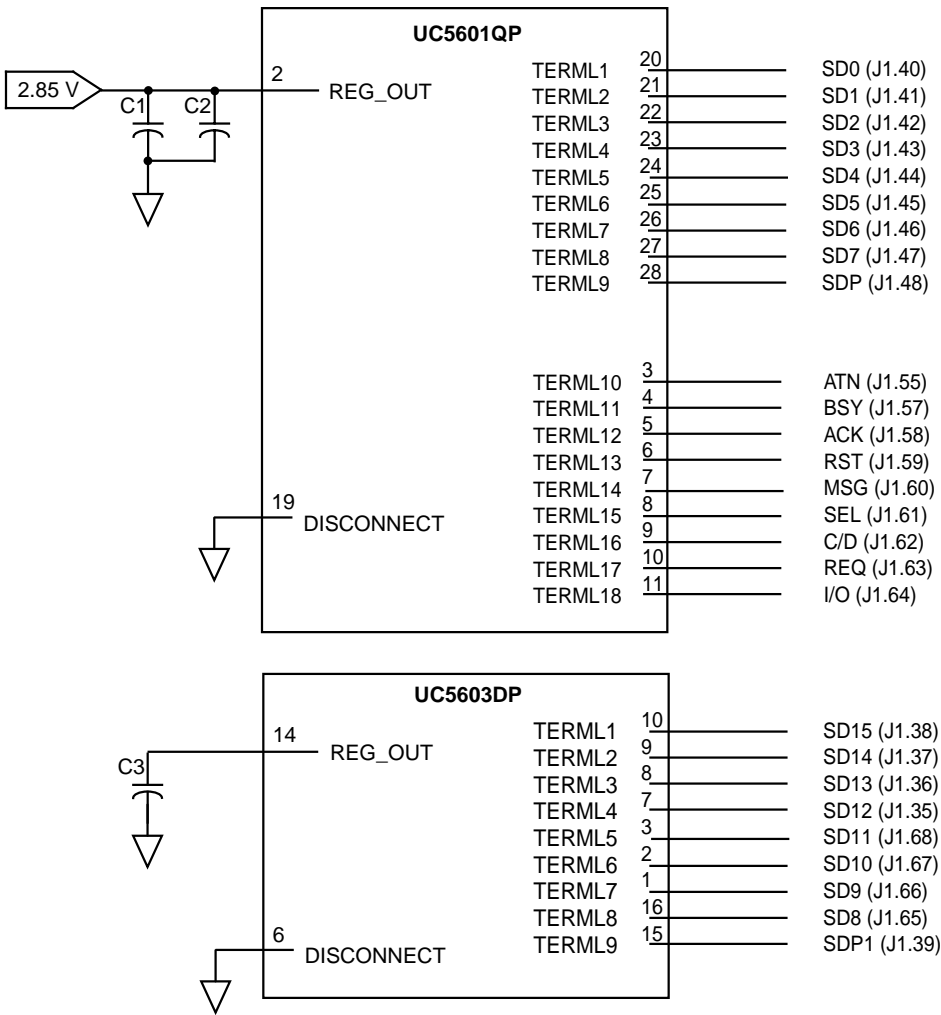 UC5601QP
2.85 V
C1
C2
2
REG_OUT
TERML1 20 SD0 (J1.40)
TERML2 21 SD1 (J1.41)
TERML3 22 SD2 (J1.42)
TERML4 23 SD3 (J1.43)
TERML5 24 SD4 (J1.44)
TERML6 25 SD5 (J1.45)
TERML7 26 SD6 (J1.46)
TERML8 27 SD7 (J1.47)
TERML9 28 SDP (J1.48)
TERML10 3 ATN (J1.55)
TERML11 4 BSY (J1.57)
TERML12 5 ACK (J1.58)
TERML13 6 RST (J1.59)
TERML14 7 MSG (J1.60)
TERML15 8 SEL (J1.61)
TERML16 9 C/D (J1.62)
TERML17 10 REQ (J1.63)
TERML18 11 I/O (J1.64)
19
DISCONNECT
UC5603DP
C3
14
REG_OUT
TERML1 10 SD15 (J1.38)
TERML2 9 SD14 (J1.37)
TERML3 8 SD13 (J1.36)
TERML4 7 SD12 (J1.35)
TERML5 3 SD11 (J1.68)
TERML6 2 SD10 (J1.67)
TERML7 1 SD9 (J1.66)
TERML8 16 SD8 (J1.65)
TERML9 15 SDP1 (J1.39)
6
DISCONNECT